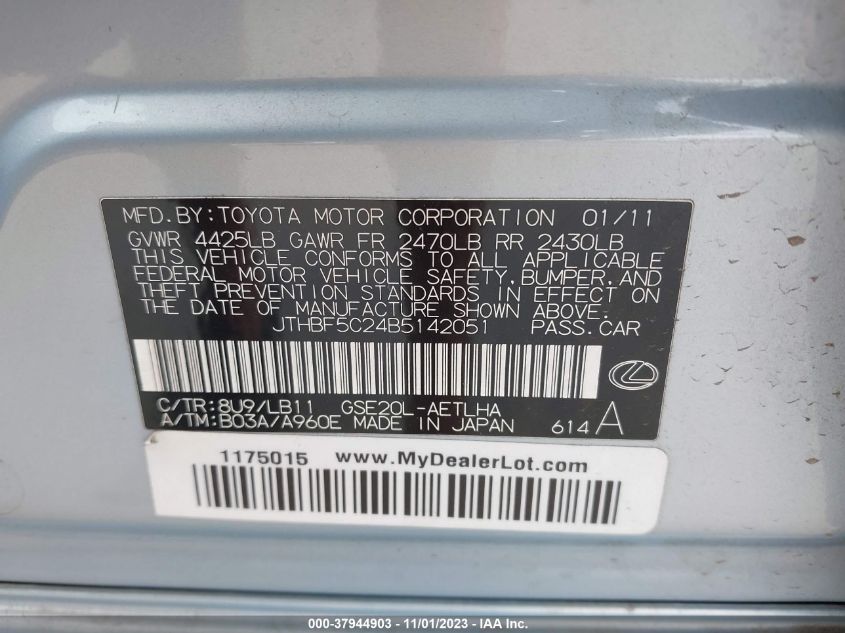 MFD.BY:TOYOTA MOTOR CORPORATION 01/11
GVWR 4425LB GAWR FR 2470LB RR 2430LB
THIS VEHICLE CONFORMS TO ALL APPLICABLE
FEDERAL MOTOR VEHICLE SAFETY,BUMPER,AND
THEFT PREVENTION STANDARDS IN EFFECT ON
THE DATE OF MANUFACTURE SHOWN ABOVE.
JTHBF5C24B5142051 PASS.CAR
C/TR:8U9/LB11 GSE20L-AETLHA
A/TM:B03A/A960E MADE IN JAPAN 614A
1175015 www.MyDealerLot.com
000-37944903 - 11/01/2023 - IAA Inc.